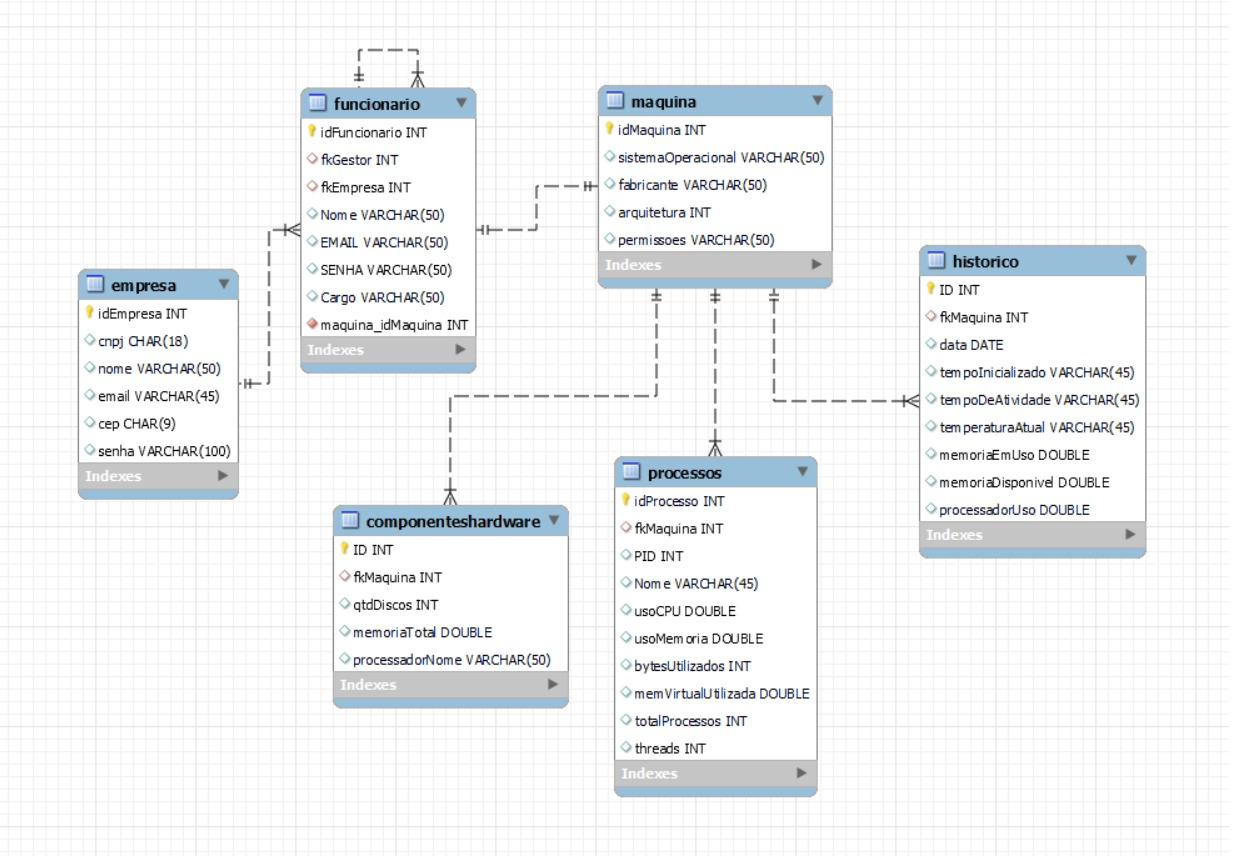 funcionario
idFuncionario INT
fkGestor INT
fkEmpresa INT
Nome VARCHAR(50)
EMAIL VARCHAR(50)
SENHA VARCHAR(50)
Cargo VARCHAR(50)
maquina_idMaquina INT
Indexes
maquina
idMaquina INT
sistemaOperacional VARCHAR(50)
fabricante VARCHAR(50)
arquitetura INT
permissoes VARCHAR(50)
Indexes
empresa
idEmpresa INT
cnpj CHAR(18)
nome VARCHAR(50)
email VARCHAR(45)
cep CHAR(9)
senha VARCHAR(100)
Indexes
historico
ID INT
fkMaquina INT
data DATE
tempoInicializado VARCHAR(45)
tempoDeAtividade VARCHAR(45)
temperaturaAtual VARCHAR(45)
memoriaEmUso DOUBLE
memoriaDisponivel DOUBLE
processadorUso DOUBLE
Indexes
componenteshardware
ID INT
fkMaquina INT
qtdDiscos INT
memoriaTotal DOUBLE
processadorNome VARCHAR(50)
Indexes
processos
idProcesso INT
fkMaquina INT
PID INT
Nome VARCHAR(45)
usoCPU DOUBLE
usoMemoria DOUBLE
bytesUtilizados INT
memVirtualUtilizada DOUBLE
totalProcessos INT
threads INT
Indexes